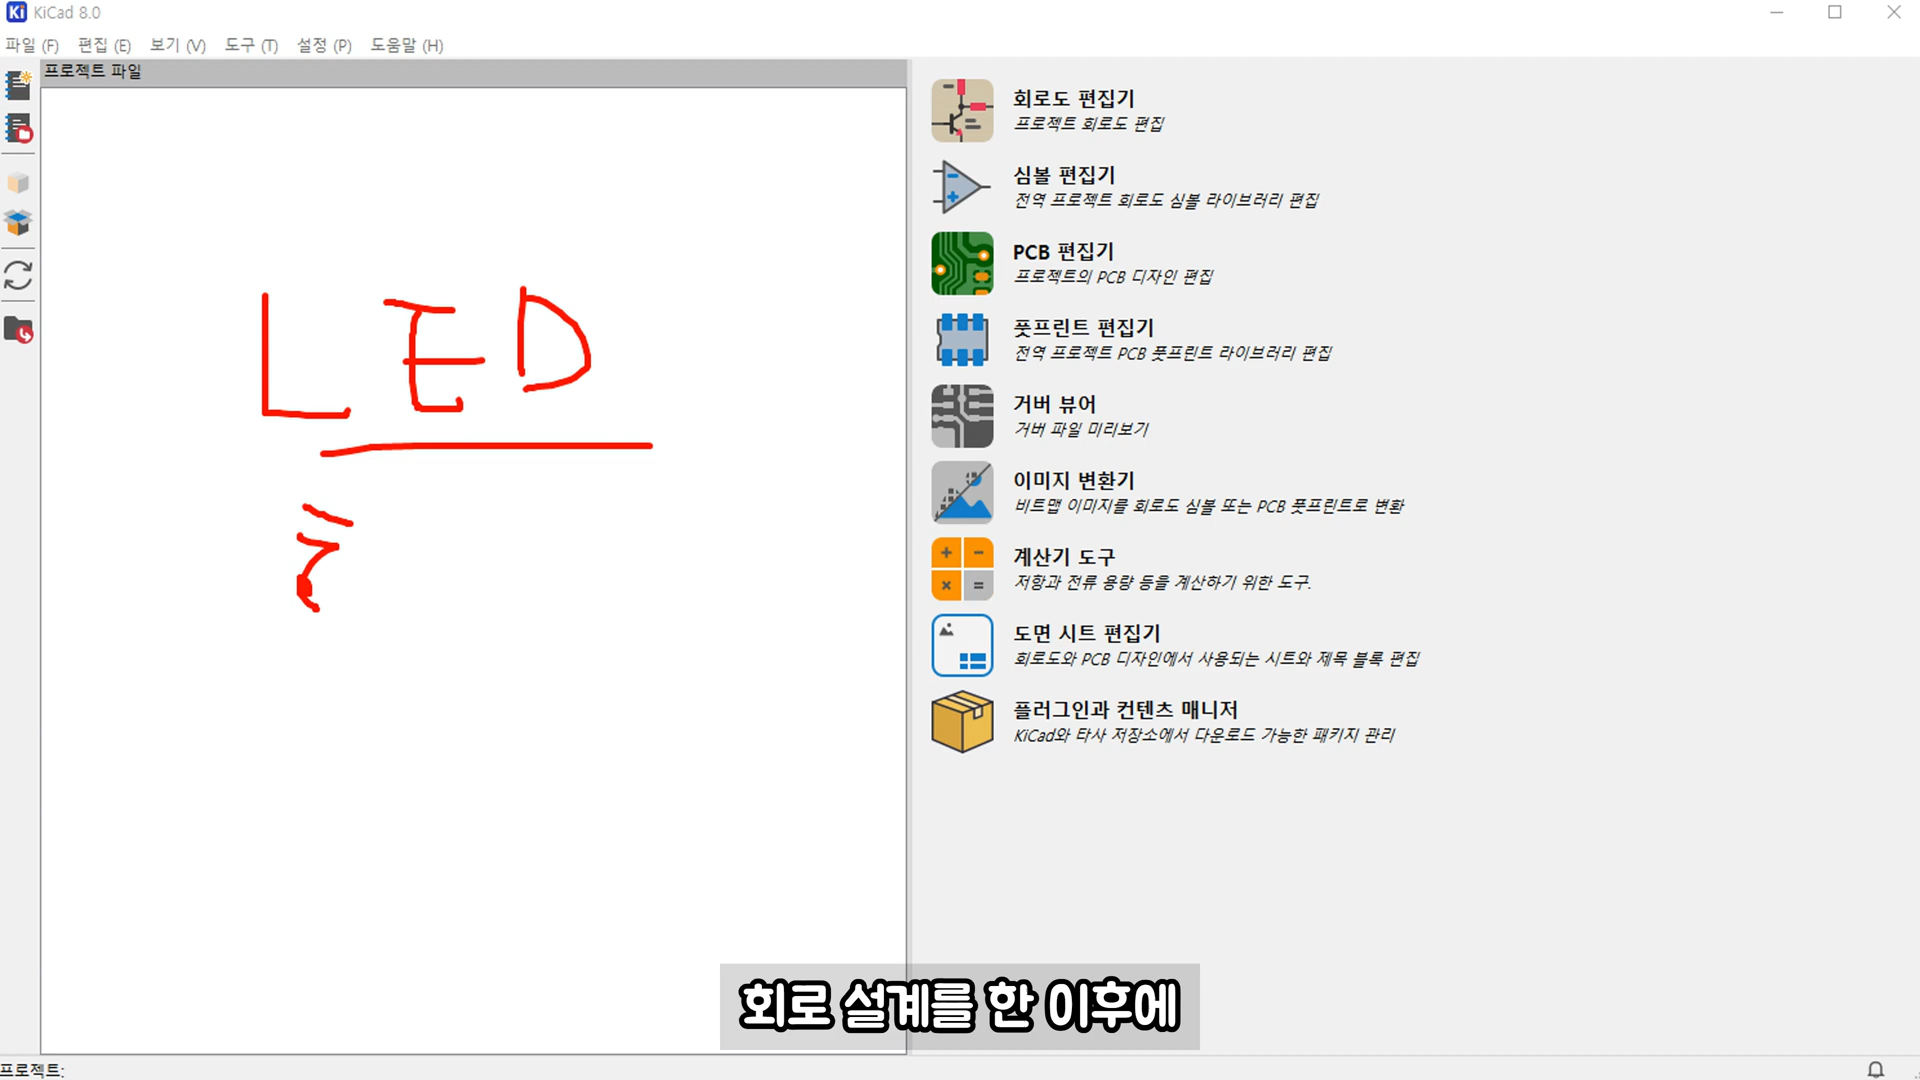 KiCad 8.0
파일 (F) 편집 (E) 보기 (V) 도구 (T) 설정 (P) 도움말 (H)
프로젝트 파일
LED
회로도 편집기
프로젝트 회로도 편집
심볼 편집기
전역 프로젝트 회로도 심볼 라이브러리 편집
PCB 편집기
프로젝트의 PCB 디자인 편집
풋프린트 편집기
전역 프로젝트 PCB 풋프린트 라이브러리 편집
거버 뷰어
거버 파일 미리보기
이미지 변환기
비트맵 이미지를 회로도 심볼 또는 PCB 풋프린트로 변환
계산기 도구
저항과 전류 용량 등을 계산하기 위한 도구.
도면 시트 편집기
회로도와 PCB 디자인에서 사용되는 시트와 제목 블록 편집
플러그인과 컨텐츠 매니저
KiCad와 타사 저장소에서 다운로드 가능한 패키지 관리
회로 설계를 한 이후에
프로젝트: